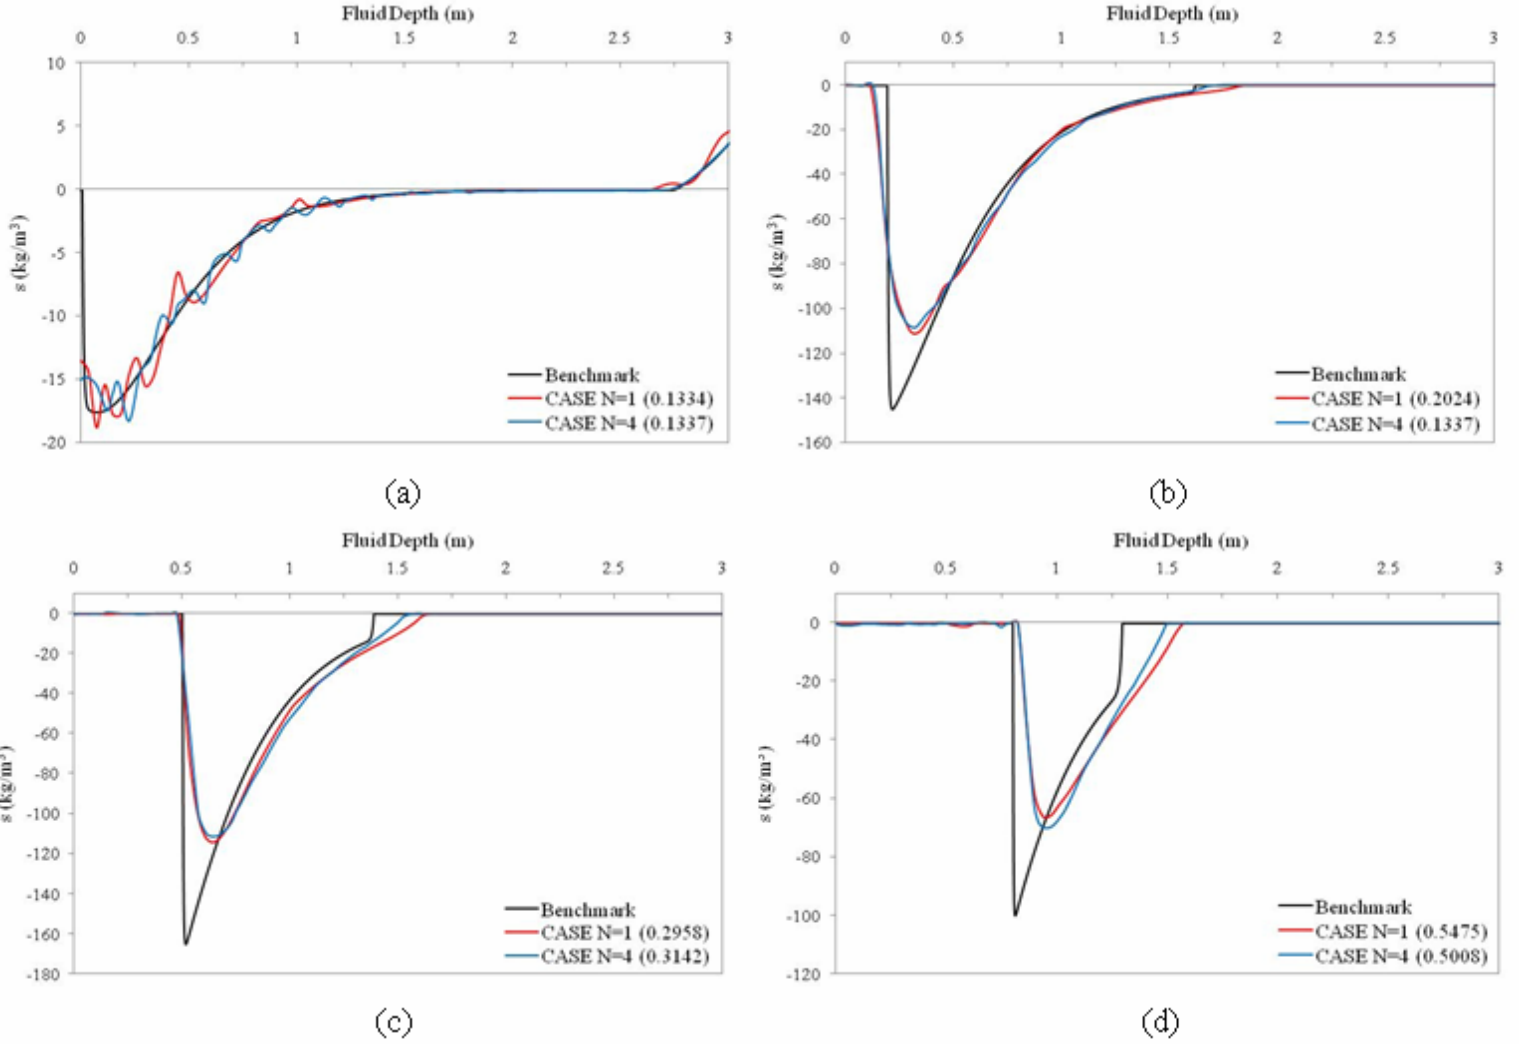 Fluid Depth (m)
0 0.5 1 1.5 2 2.5 3
10
5
0
-5
-10
-15
-20
s (kg/m³)
Benchmark
CASE N=1 (0.1334)
CASE N=4 (0.1337)
(a)
Fluid Depth (m)
0 0.5 1 1.5 2 2.5 3
0
-20
-40
-60
-80
-100
-120
-140
-160
s (kg/m³)
Benchmark
CASE N=1 (0.2024)
CASE N=4 (0.1337)
(b)
Fluid Depth (m)
0 0.5 1 1.5 2 2.5 3
0
-20
-40
-60
-80
-100
-120
-140
-160
-180
s (kg/m³)
Benchmark
CASE N=1 (0.2958)
CASE N=4 (0.3142)
(c)
Fluid Depth (m)
0 0.5 1 1.5 2 2.5 3
0
-20
-40
-60
-80
-100
-120
s (kg/m³)
Benchmark
CASE N=1 (0.5475)
CASE N=4 (0.5008)
(d)